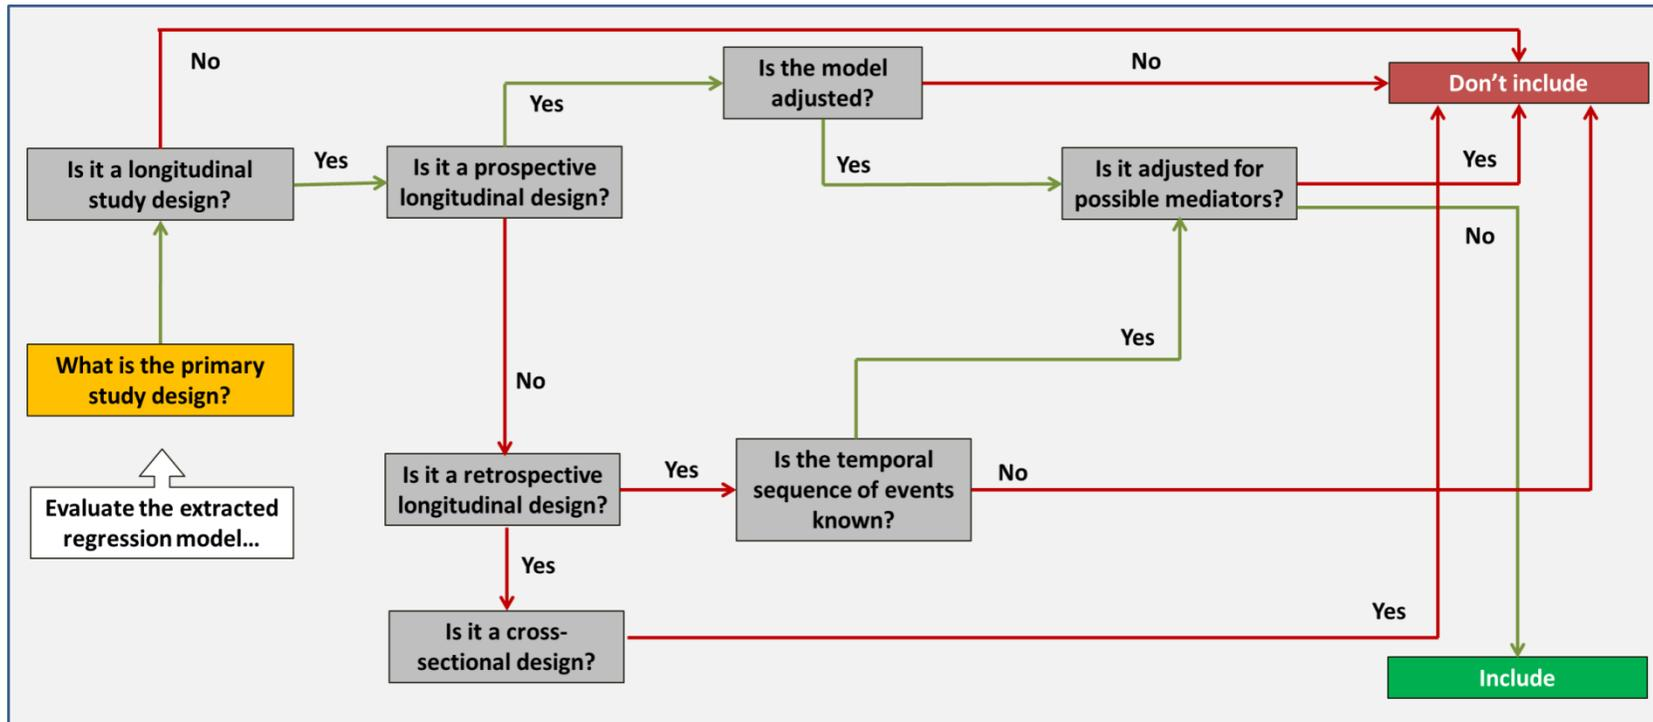 No
Is the model
adjusted?
No
Don't include
Yes
Is it a longitudinal
study design?
Yes
Is it a prospective
longitudinal design?
Yes
Is it adjusted for
possible mediators?
Yes
No
What is the primary
study design?
No
Yes
Evaluate the extracted
regression model…
Is it a retrospective
longitudinal design?
Yes
Is the temporal
sequence of events
known?
No
Yes
Is it a cross-
sectional design?
Yes
Include